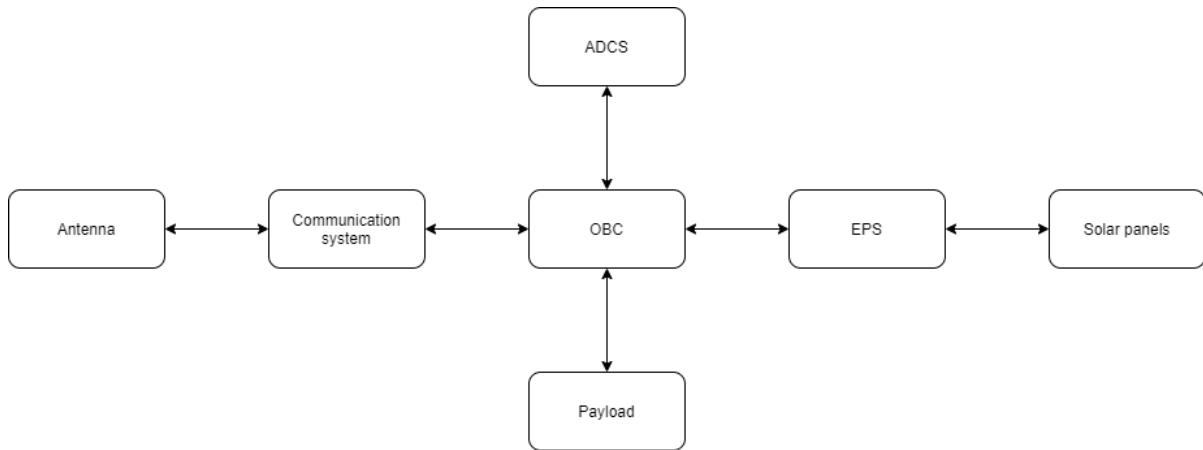 ADCS
Antenna
Communication
system
OBC
EPS
Solar panels
Payload